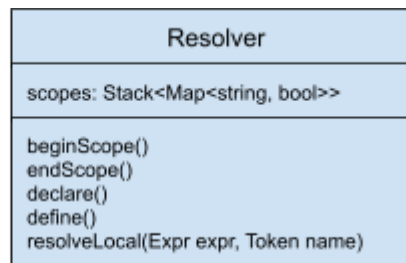 Resolver
scopes: Stack<Map<string, bool>>
beginScope()
endScope()
declare()
define()
resolveLocal(Expr expr, Token name)